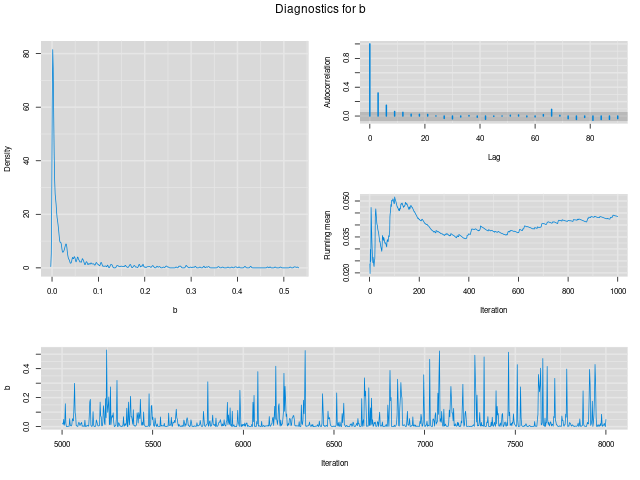 Diagnostics for b
Density
0 20 40 60 80
0.0 0.1 0.2 0.3 0.4 0.5
b
Autocorrelation
0.0 0.4 0.8
0 20 40 60 80
Lag
Running mean
0.020 0.035 0.050
0 200 400 600 800 1000
Iteration
b
0.0 0.2 0.4
5000 5500 6000 6500 7000 7500 8000
Iteration